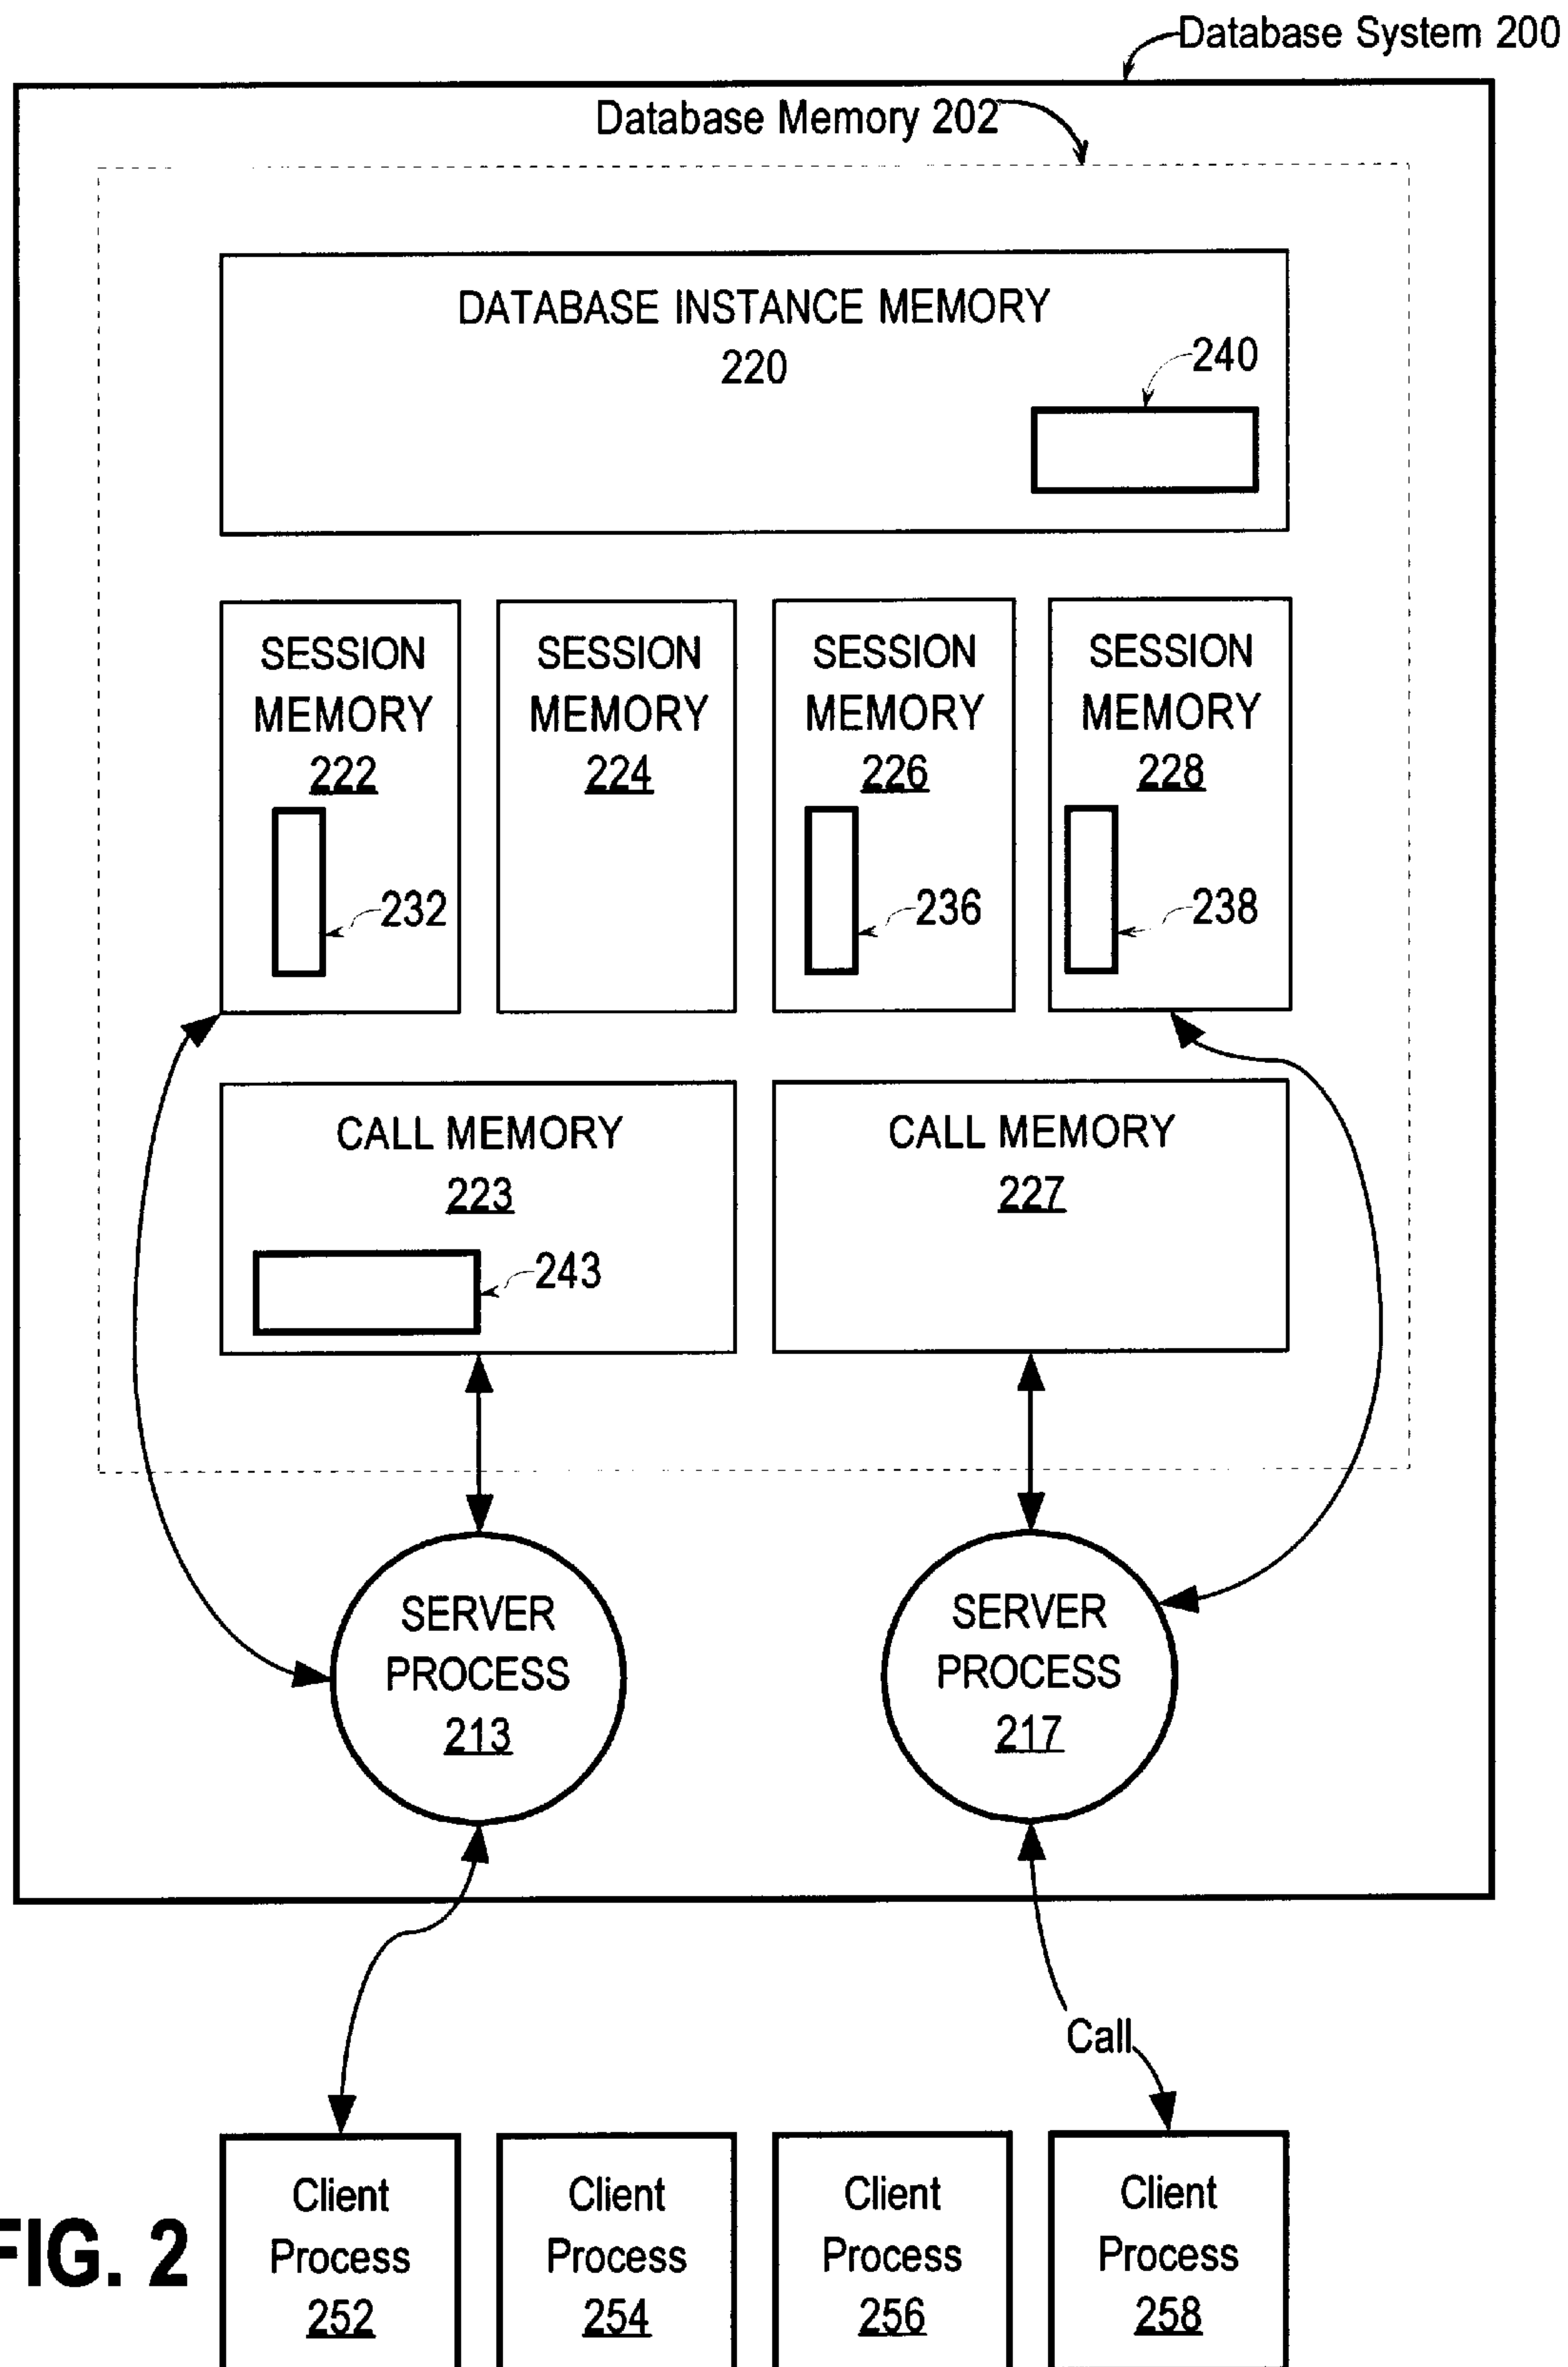 Database System 200
Database Memory 202
DATABASE INSTANCE MEMORY
220
240
SESSION
MEMORY
222
232
SESSION
MEMORY
224
SESSION
MEMORY
226
236
SESSION
MEMORY
228
238
CALL MEMORY
223
243
CALL MEMORY
227
SERVER
PROCESS
213
SERVER
PROCESS
217
Call
Client
Process
252
Client
Process
254
Client
Process
256
Client
Process
258
FIG. 2